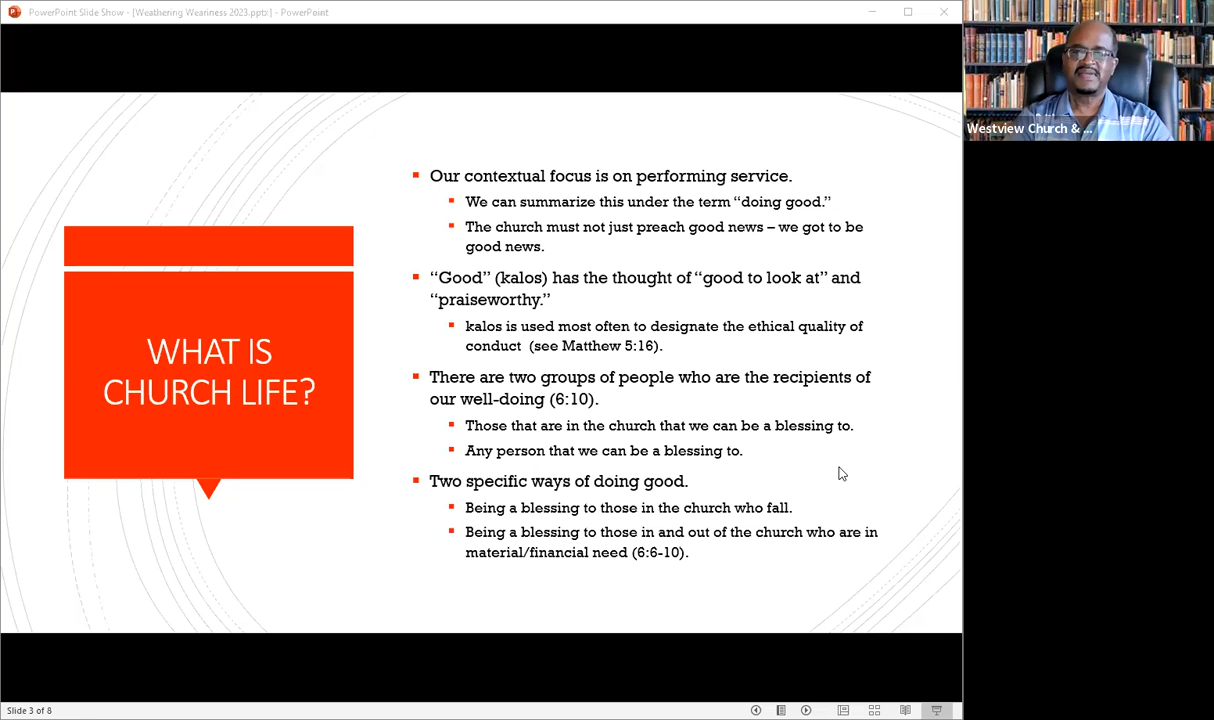 PowerPoint Slide Show - [Weathering Weariness 2023.pptx] - PowerPoint
Westview Church & ...
WHAT IS
CHURCH LIFE?
Our contextual focus is on performing service.
We can summarize this under the term “doing good.”
The church must not just preach good news – we got to be
good news.
“Good” (kalos) has the thought of “good to look at” and
“praiseworthy.”
kalos is used most often to designate the ethical quality of
conduct (see Matthew 5:16).
There are two groups of people who are the recipients of
our well-doing (6:10).
Those that are in the church that we can be a blessing to.
Any person that we can be a blessing to.
Two specific ways of doing good.
Being a blessing to those in the church who fall.
Being a blessing to those in and out of the church who are in
material/financial need (6:6-10).
Slide 3 of 8